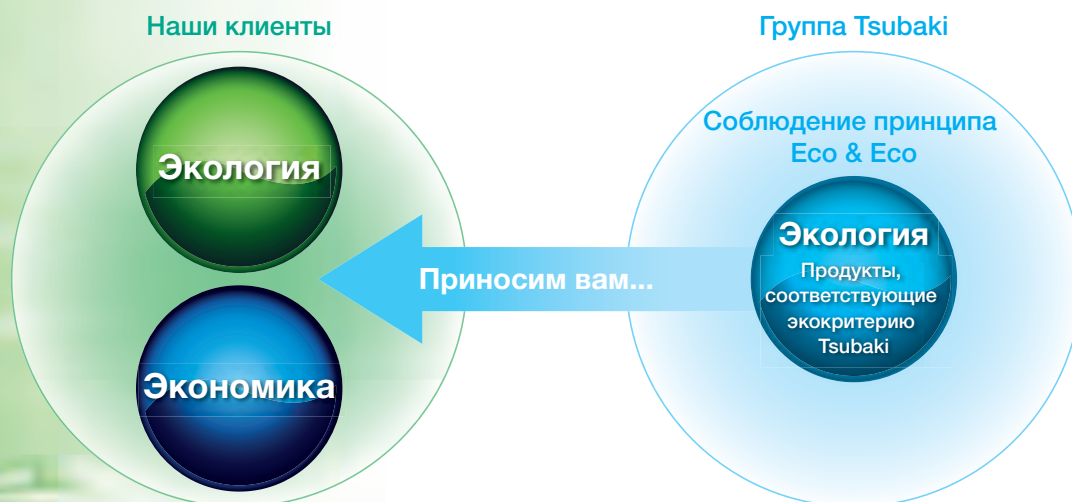 Наши клиенты
Экология
Экономика
Приносим вам...
Группа Tsubaki
Соблюдение принципа
Eco & Eco
Экология
Продукты,
соответствующие
экокритерию
Tsubaki